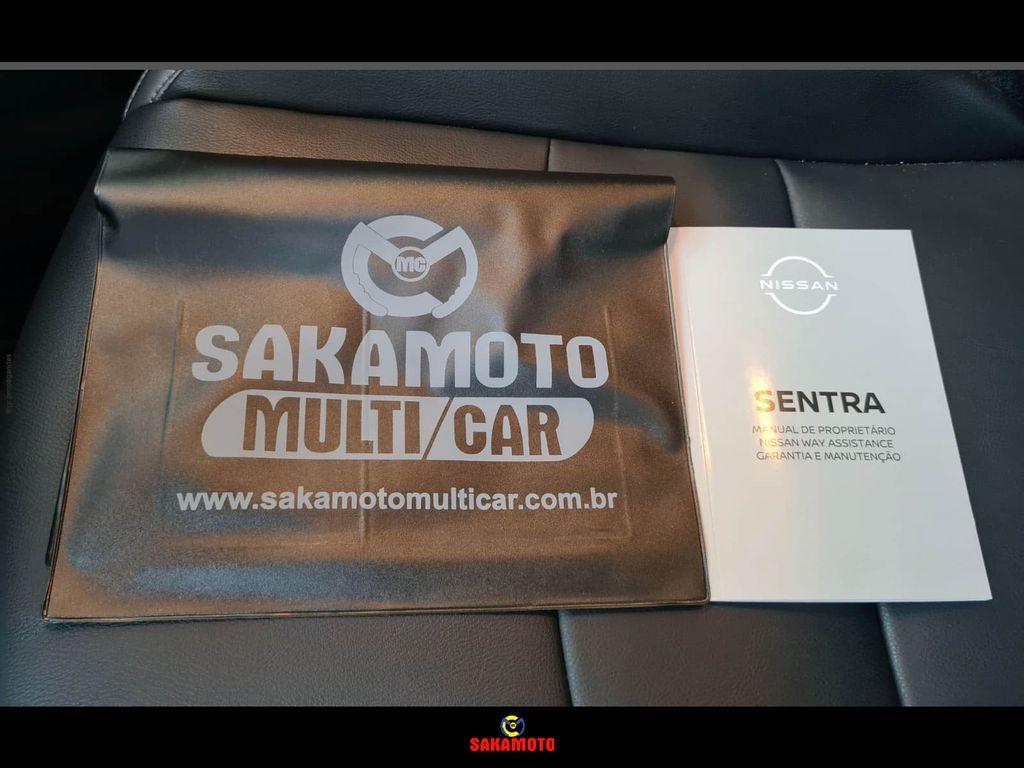 MC
SAKAMOTO
MULTI/CAR
www.sakamotomulticar.com.br
NISSAN
SENTRA
MANUAL DE PROPRIETÁRIO
NISSAN WAY ASSISTANCE
GARANTIA E MANUTENÇÃO
SAKAMOTO